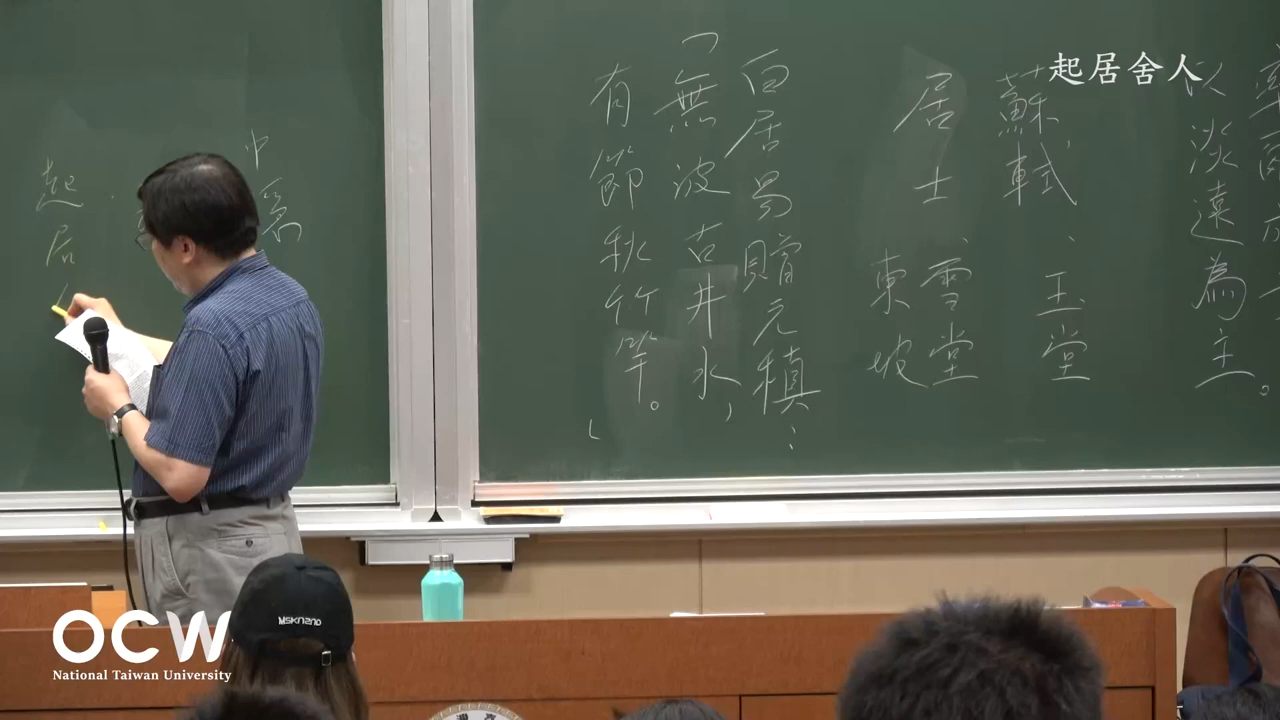 起居舍人
以淡遠為主。
蘇軾、玉堂
居士、雪堂
東坡
白居易贈元稹：
「無波古井水，
有節秋竹竿。」
中
起居
OCW
National Taiwan University